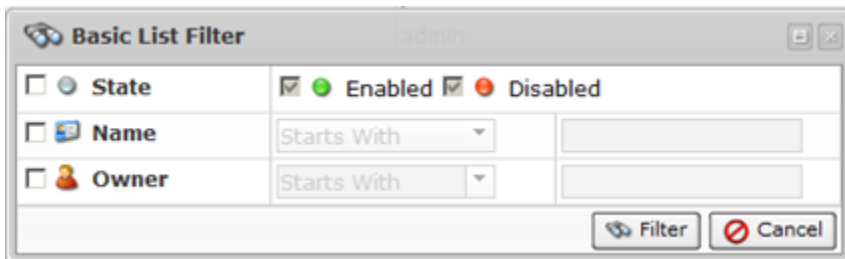 Basic List Filter
admin
State Enabled Disabled
Name Starts With
Owner Starts With
Filter Cancel